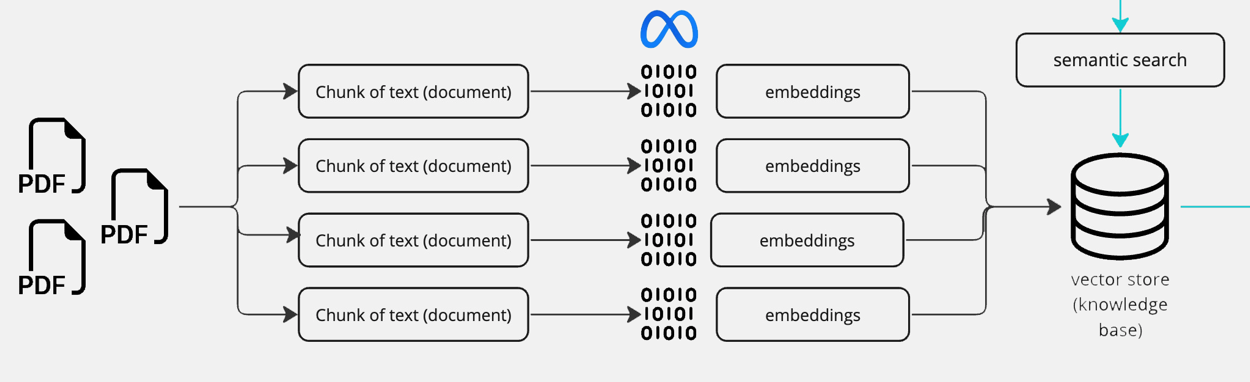 PDF
PDF
PDF
Chunk of text (document)
01010
10101
01010
embeddings
Chunk of text (document)
01010
10101
01010
embeddings
Chunk of text (document)
01010
10101
01010
embeddings
Chunk of text (document)
01010
10101
01010
embeddings
semantic search
vector store
(knowledge
base)